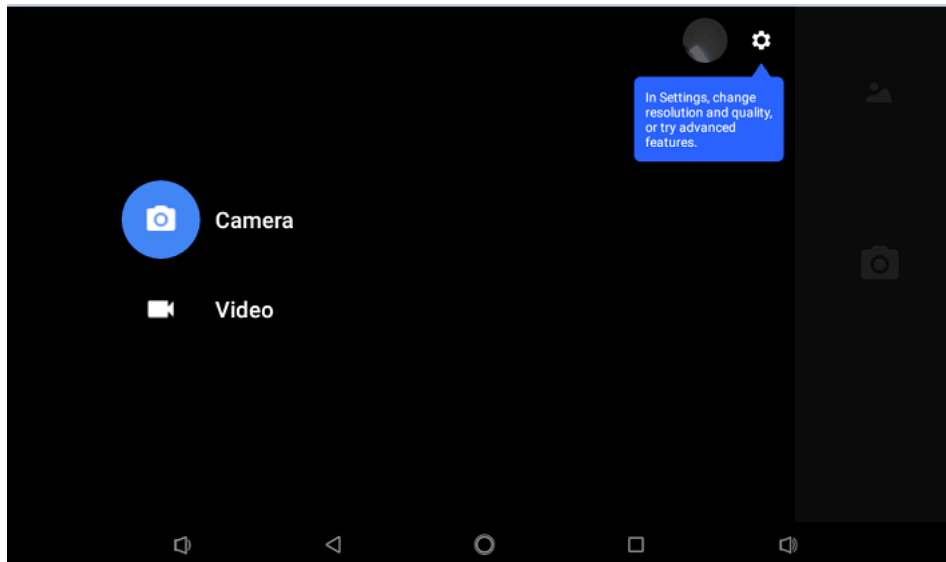 In Settings, change
resolution and quality,
or try advanced
features.
Camera
Video